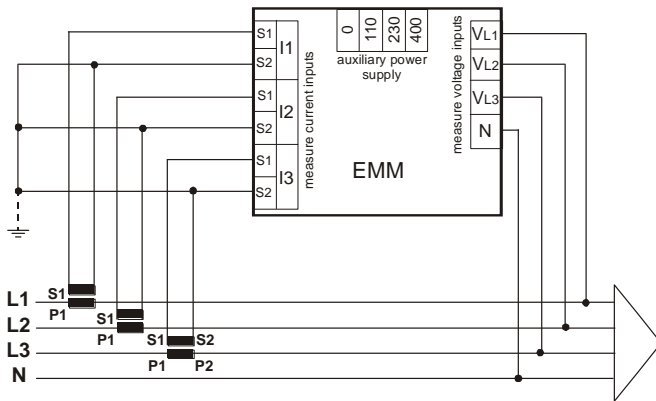 S1
S2
S1
S2
S1
S2
I1
I2
I3
measure current inputs
0
110
230
400
auxiliary power
supply
EMM
measure voltage inputs
VL1
VL2
VL3
N
S1
L1
P1
S1
L2
P1
S1 S2
L3
P1 P2
N